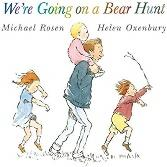 We're Going on a Bear Hunt
Michael Rosen Helen Oxenbury